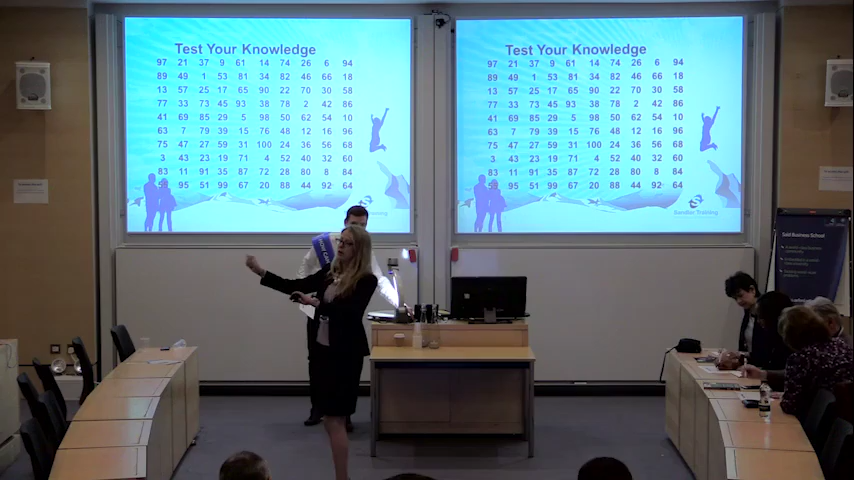 Test Your Knowledge
97 21 37 9 61 14 74 26 6 94
89 49 1 53 81 34 82 46 66 18
13 57 25 17 65 90 22 70 30 58
77 33 73 45 93 38 78 2 42 86
41 69 85 29 5 98 50 62 54 10
63 7 79 39 15 76 48 12 16 96
75 47 27 59 31 100 24 36 56 68
3 43 23 19 71 4 52 40 32 60
83 11 91 35 87 72 28 80 8 84
55 95 51 99 67 20 88 44 92 64
Test Your Knowledge
97 21 37 9 61 14 74 26 6 94
89 49 1 53 81 34 82 46 66 18
13 57 25 17 65 90 22 70 30 58
77 33 73 45 93 38 78 2 42 86
41 69 85 29 5 98 50 62 54 10
63 7 79 39 15 76 48 12 16 96
75 47 27 59 31 100 24 36 56 68
3 43 23 19 71 4 52 40 32 60
83 11 91 35 87 72 28 80 8 84
55 95 51 99 67 20 88 44 92 64
Sandler Training
Saïd Business School